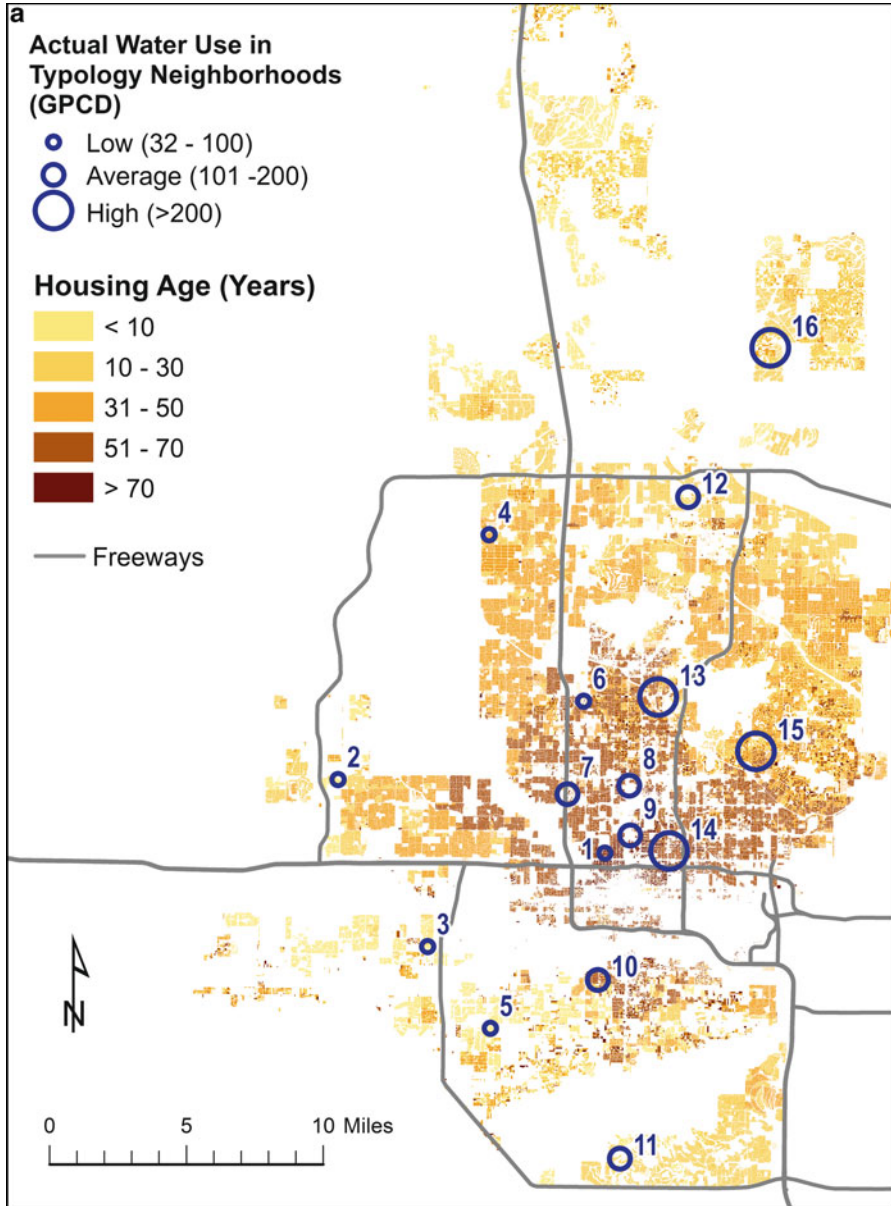 a
Actual Water Use in
Typology Neighborhoods
(GPCD)
Low (32 - 100)
Average (101 -200)
High (>200)
Housing Age (Years)
< 10
10 - 30
31 - 50
51 - 70
> 70
Freeways
16
12
4
6
13
2
7
8
15
9
1
14
3
10
5
11
N
0 5 10 Miles